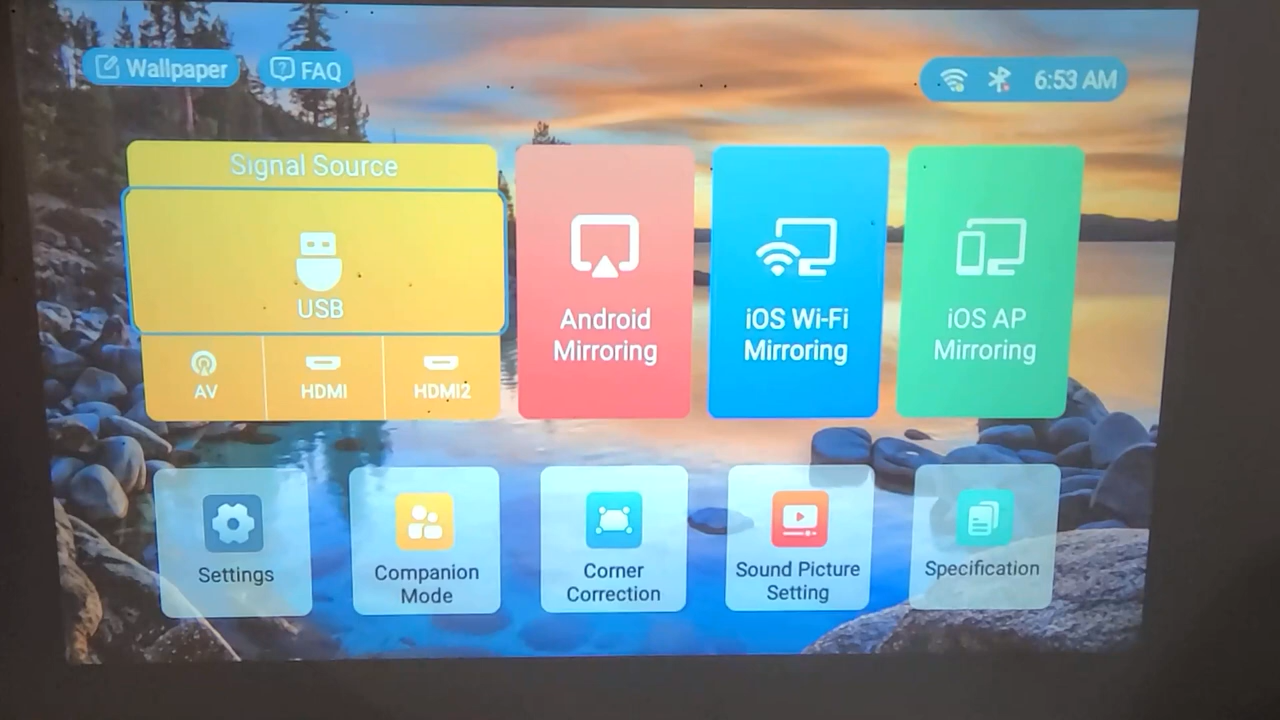 Wallpaper
FAQ
6:53 AM
Signal Source
USB
AV
HDMI
HDMI2
Android
Mirroring
iOS Wi-Fi
Mirroring
iOS AP
Mirroring
Settings
Companion
Mode
Corner
Correction
Sound Picture
Setting
Specification